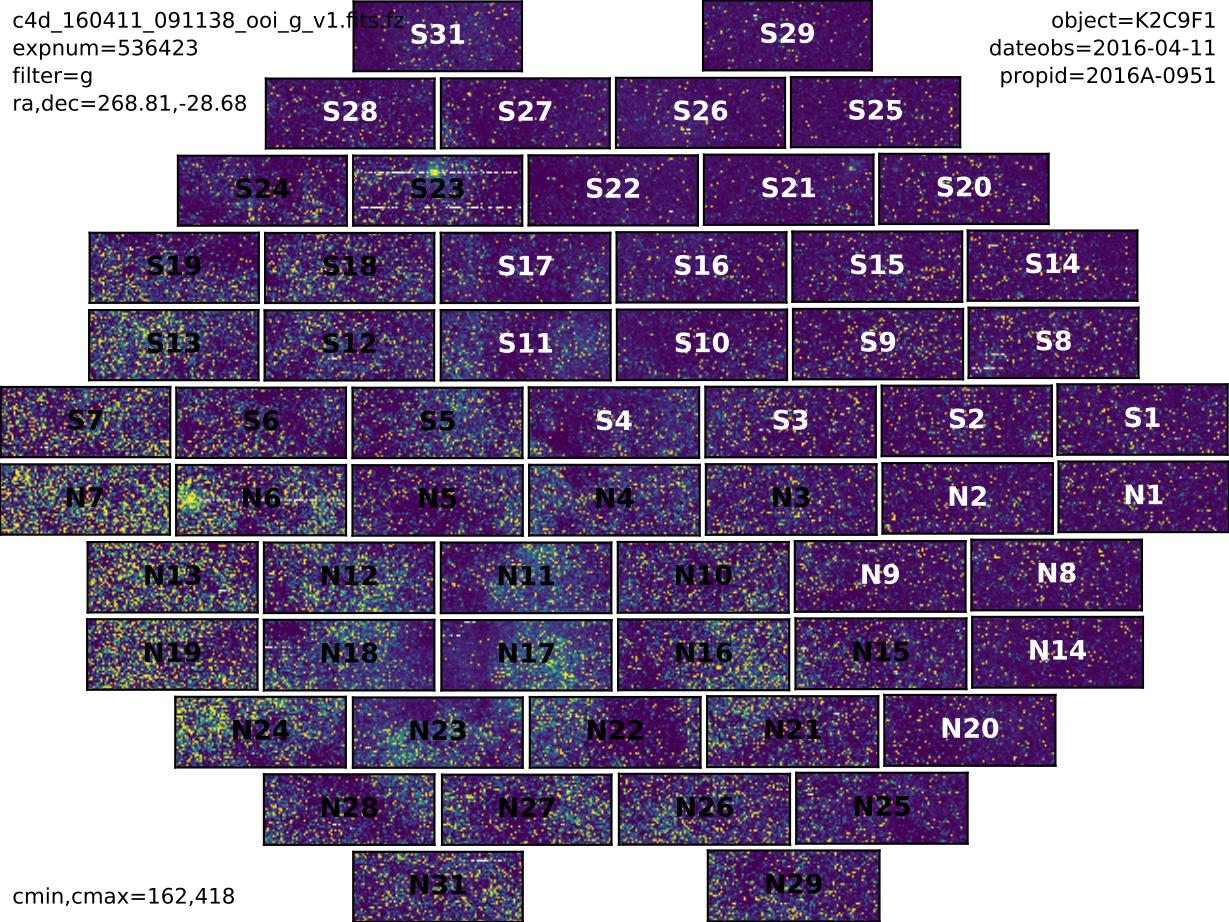 c4d_160411_091138_ooi_g_v1.fits.fz
expnum=536423
filter=g
ra,dec=268.81,-28.68
object=K2C9F1
dateobs=2016-04-11
propid=2016A-0951
S31 S29
S28 S27 S26 S25
S24 S23 S22 S21 S20
S19 S18 S17 S16 S15 S14
S13 S12 S11 S10 S9 S8
S7 S6 S5 S4 S3 S2 S1
N7 N6 N5 N4 N3 N2 N1
N13 N12 N11 N10 N9 N8
N19 N18 N17 N16 N15 N14
N24 N23 N22 N21 N20
N28 N27 N26 N25
N31 N29
cmin,cmax=162,418